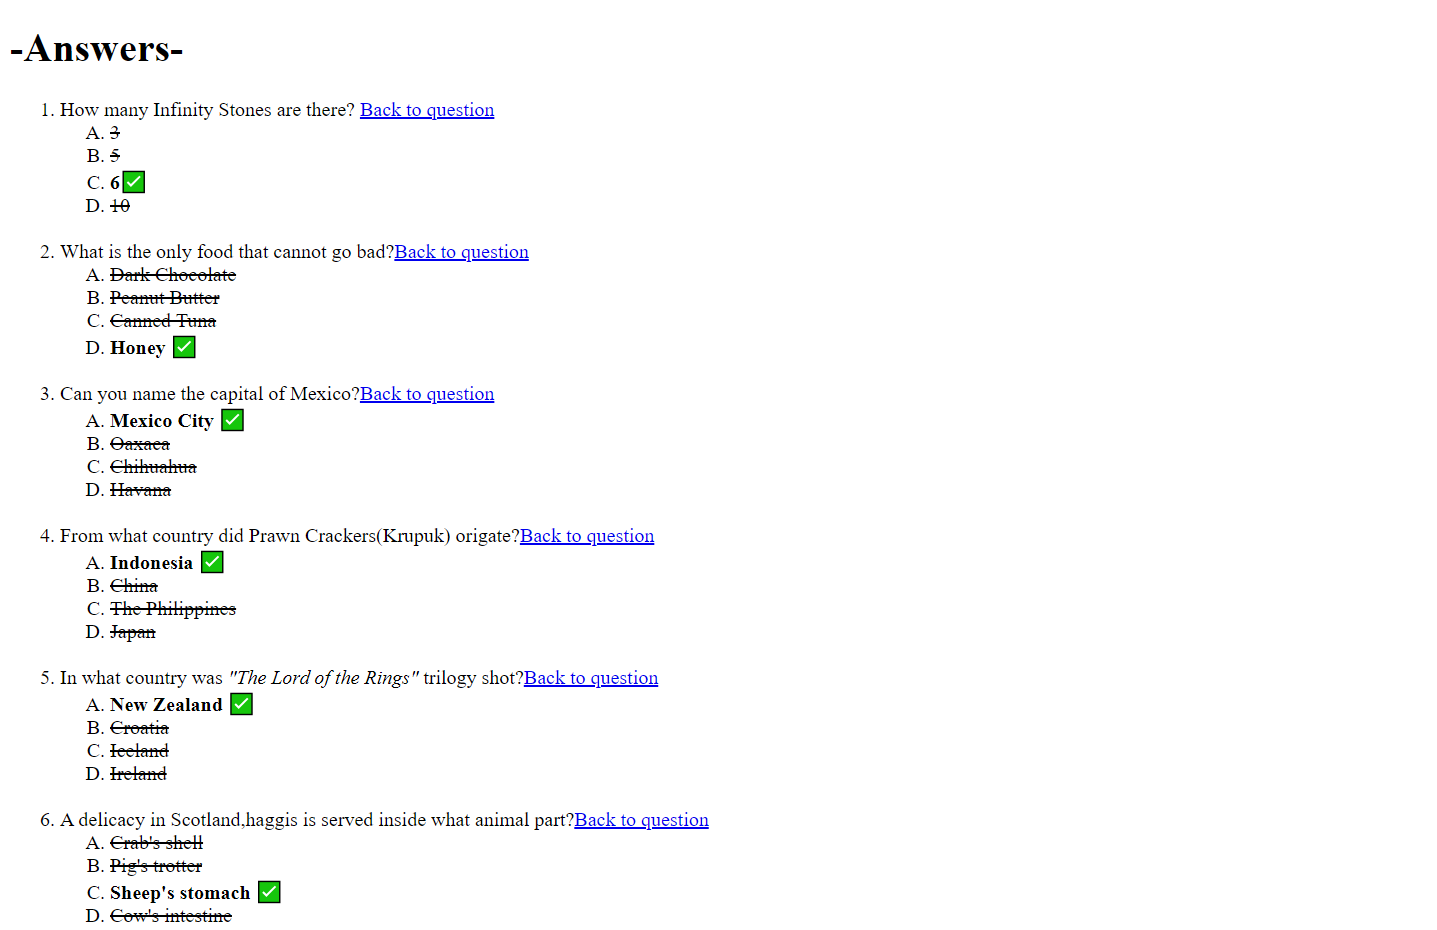 -Answers-
1. How many Infinity Stones are there? Back to question
A. 3
B. 5
C. 6
D. 10
2. What is the only food that cannot go bad?Back to question
A. Dark Chocolate
B. Peanut Butter
C. Canned Tuna
D. Honey
3. Can you name the capital of Mexico?Back to question
A. Mexico City
B. Oaxaca
C. Chihuahua
D. Havana
4. From what country did Prawn Crackers(Krupuk) origate?Back to question
A. Indonesia
B. China
C. The Philippines
D. Japan
5. In what country was "The Lord of the Rings" trilogy shot?Back to question
A. New Zealand
B. Croatia
C. Iceland
D. Ireland
6. A delicacy in Scotland,haggis is served inside what animal part?Back to question
A. Crab's shell
B. Pig's trotter
C. Sheep's stomach
D. Cow's intestine